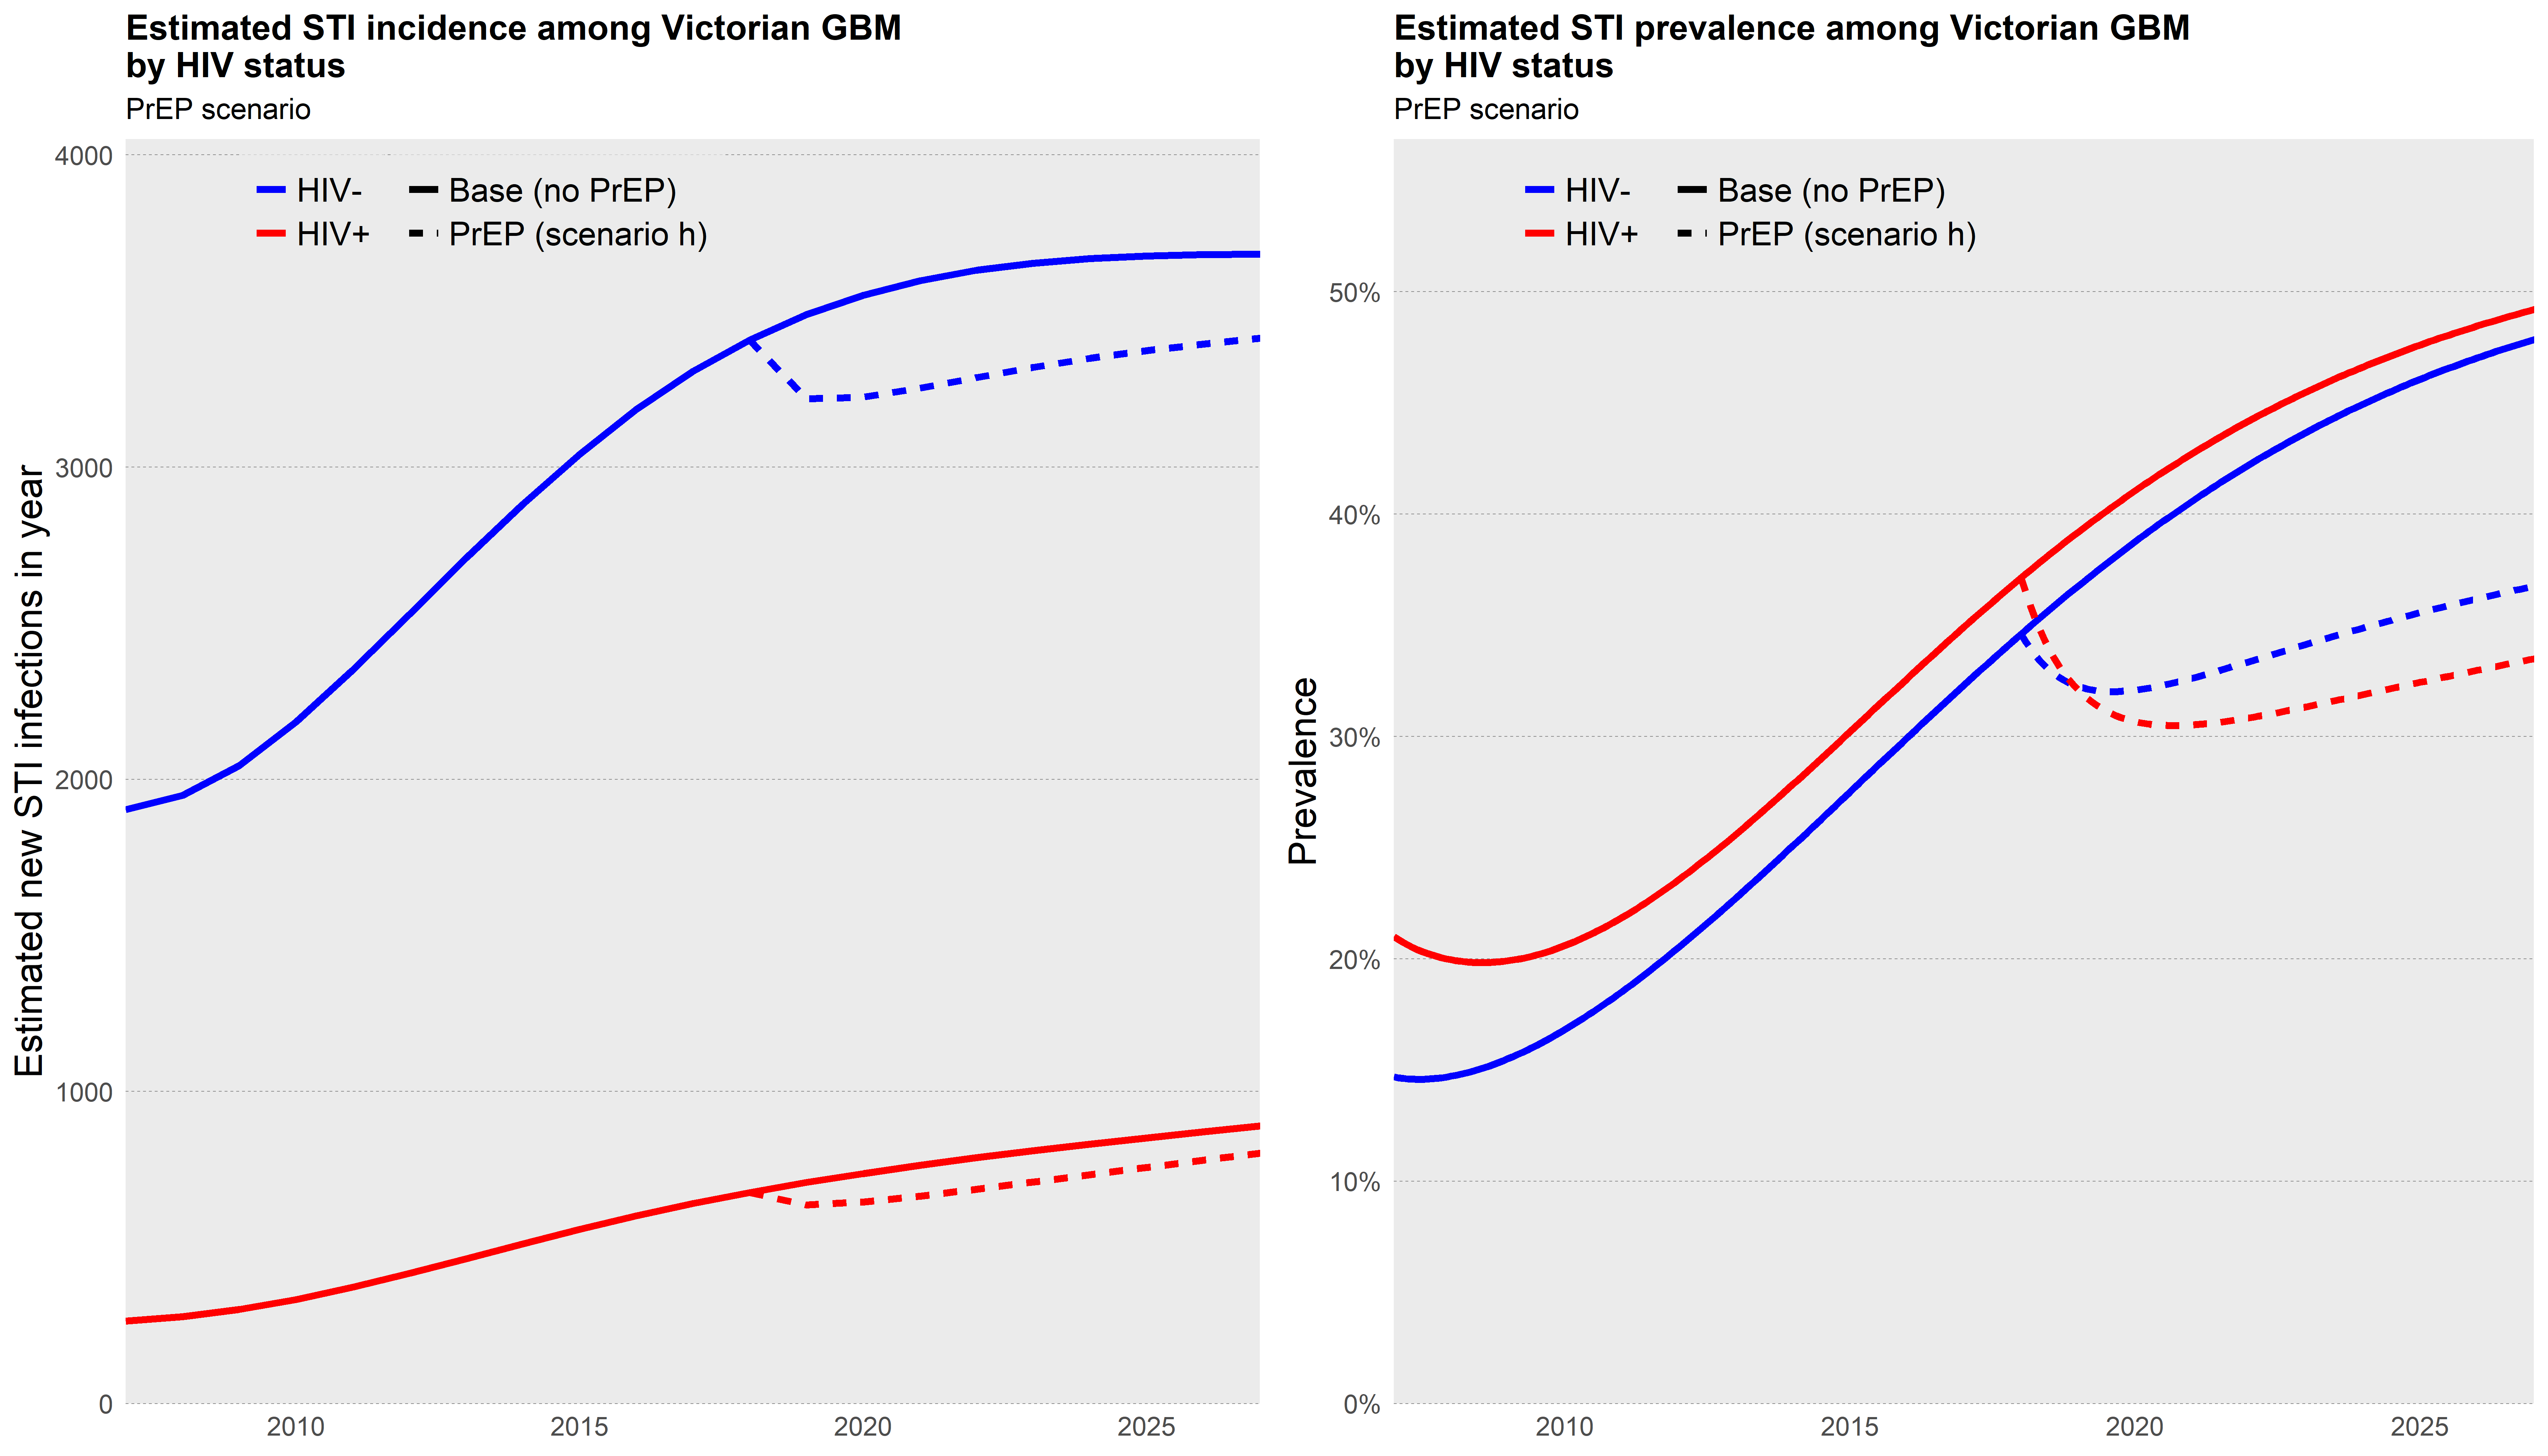 Estimated STI incidence among Victorian GBM
by HIV status
PrEP scenario
Estimated new STI infections in year
4000
3000
2000
1000
0
HIV-
Base (no PrEP)
HIV+
PrEP (scenario h)
2010
2015
2020
2025
Estimated STI prevalence among Victorian GBM
by HIV status
PrEP scenario
Prevalence
50%
40%
30%
20%
10%
0%
HIV-
Base (no PrEP)
HIV+
PrEP (scenario h)
2010
2015
2020
2025